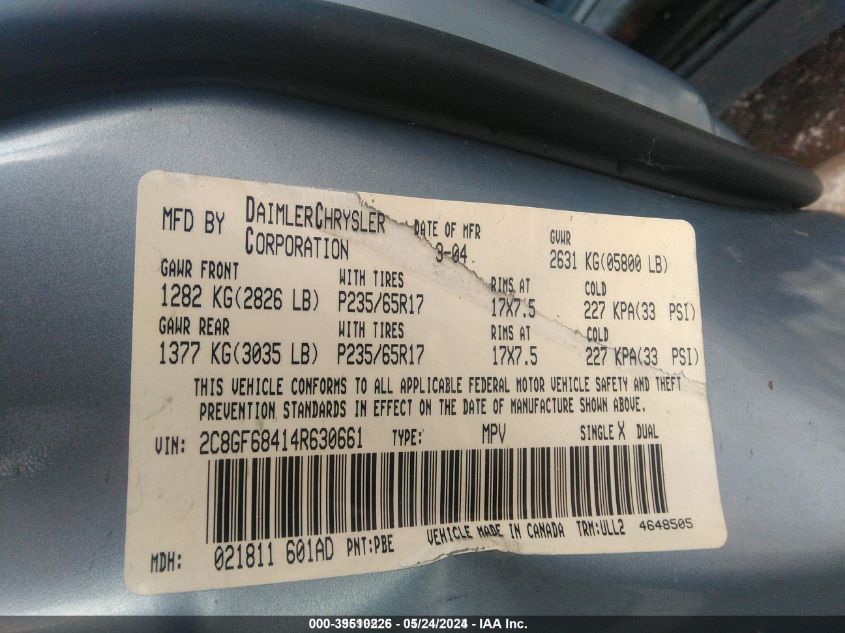 MFD BY DAIMLERCHRYSLER CORPORATION DATE OF MFR 3-04 GVWR 2631 KG(05800 LB)
GAWR FRONT WITH TIRES RIMS AT COLD
1282 KG(2826 LB) P235/65R17 17X7.5 227 KPA(33 PSI)
GAWR REAR WITH TIRES RIMS AT COLD
1377 KG(3035 LB) P235/65R17 17X7.5 227 KPA(33 PSI)
THIS VEHICLE CONFORMS TO ALL APPLICABLE FEDERAL MOTOR VEHICLE SAFETY AND THEFT
PREVENTION STANDARDS IN EFFECT ON THE DATE OF MANUFACTURE SHOWN ABOVE.
VIN: 2C8GF68414R630661 TYPE: MPV SINGLE X DUAL
MDH: 021811 601AD PNT:PBE VEHICLE MADE IN CANADA TRM:ULL2 4648505
000-39510226 - 05/24/2024 - IAA Inc.